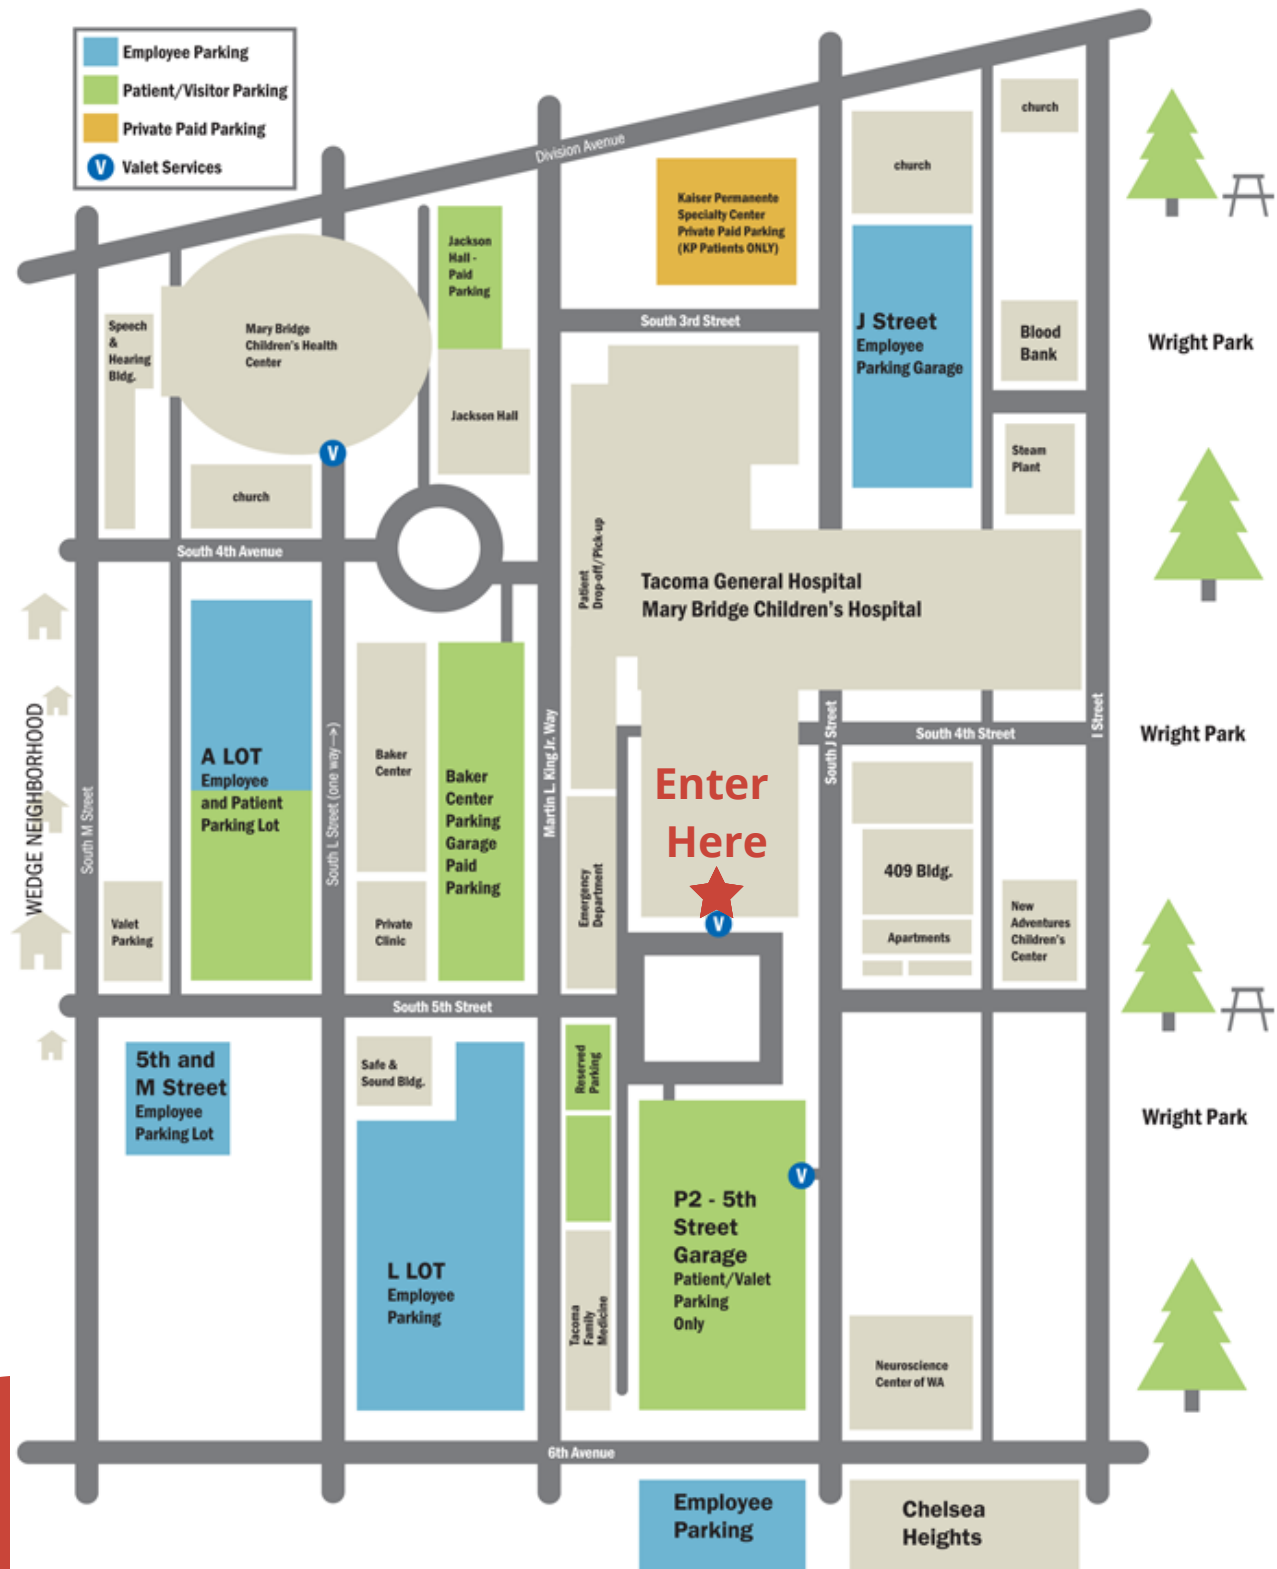 Employee Parking
Patient/Visitor Parking
Private Paid Parking
V
Valet Services
Division Avenue
church
church
Kaiser Permanente
Specialty Center
Private Paid Parking
(KP Patients ONLY)
Jackson
Hall -
Paid
Parking
South 3rd Street
J Street
Employee
Parking Garage
Blood
Bank
Wright Park
Speech
&
Hearing
Bldg.
Mary Bridge
Children's Health
Center
Jackson Hall
V
Steam
Plant
church
South 4th Avenue
Patient
Drop-off/Pick-up
Tacoma General Hospital
Mary Bridge Children's Hospital
WEDGE NEIGHBORHOOD
South M Street
A LOT
Employee
and Patient
Parking Lot
South L Street (one way→)
Baker
Center
Baker
Center
Parking
Garage
Paid
Parking
Martin L. King Jr. Way
South J Street
South 4th Street
I Street
Wright Park
Enter
Here
V
Emergency
Department
409 Bldg.
Apartments
New
Adventures
Children's
Center
Valet
Parking
Private
Clinic
South 5th Street
5th and
M Street
Employee
Parking Lot
Safe &
Sound Bldg.
Reserved
Parking
Wright Park
V
P2 - 5th
Street
Garage
Patient/Valet
Parking
Only
L LOT
Employee
Parking
Tacoma
Family
Medicine
Neuroscience
Center of WA
6th Avenue
Employee
Parking
Chelsea
Heights